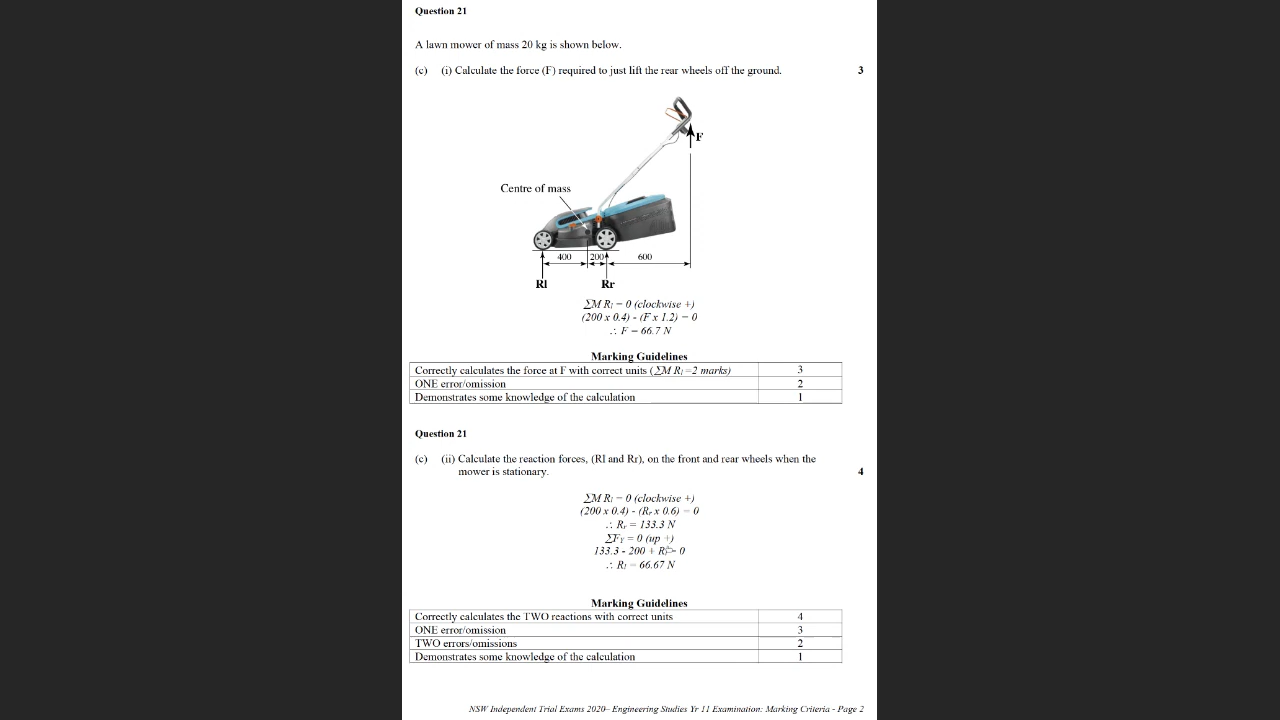 Question 21
A lawn mower of mass 20 kg is shown below.
(c) (i) Calculate the force (F) required to just lift the rear wheels off the ground. 3
F
Centre of mass
400 200 600
Rl Rr
∑M Rₗ = 0 (clockwise +)
(200 x 0.4) - (F x 1.2) = 0
∴ F = 66.7 N
Marking Guidelines
Correctly calculates the force at F with correct units (∑M Rₗ =2 marks) 3
ONE error/omission 2
Demonstrates some knowledge of the calculation 1
Question 21
(c) (ii) Calculate the reaction forces, (Rl and Rr), on the front and rear wheels when the
mower is stationary. 4
∑M Rₗ = 0 (clockwise +)
(200 x 0.4) - (Rᵣ x 0.6) = 0
∴ Rᵣ = 133.3 N
∑Fᵧ = 0 (up +)
133.3 - 200 + Rₗ = 0
∴ Rₗ = 66.67 N
Marking Guidelines
Correctly calculates the TWO reactions with correct units 4
ONE error/omission 3
TWO errors/omissions 2
Demonstrates some knowledge of the calculation 1
NSW Independent Trial Exams 2020– Engineering Studies Yr 11 Examination: Marking Criteria - Page 2